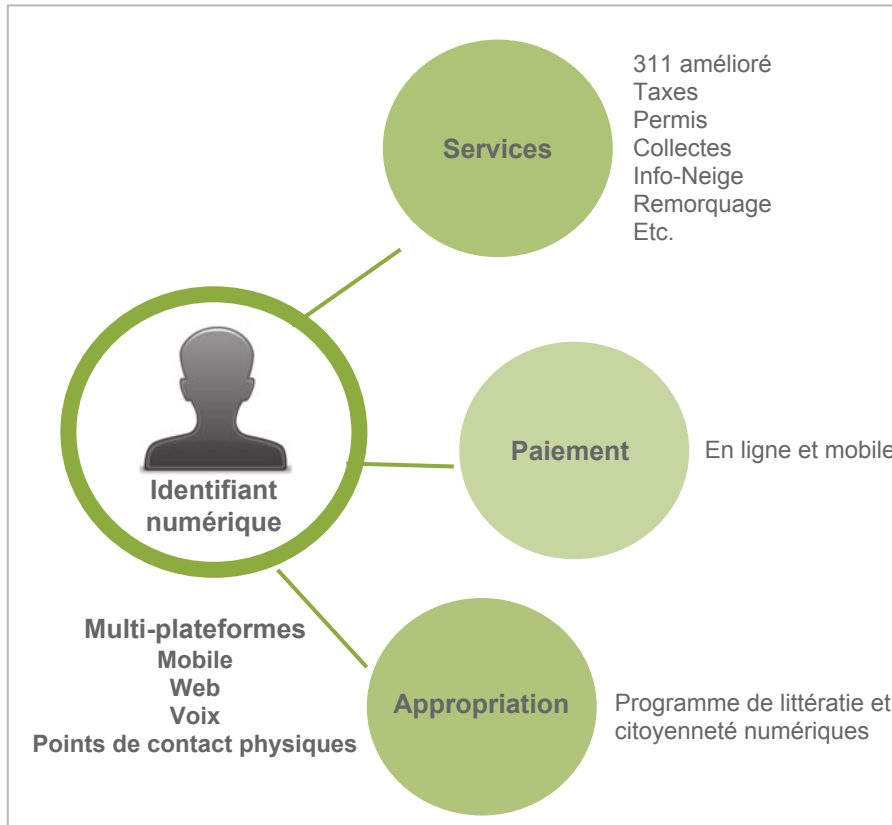 311 amélioré
Taxes
Permis
Collectes
Info-Neige
Remorquage
Etc.
Services
Identifiant
numérique
Paiement
En ligne et mobile
Multi-plateformes
Mobile
Web
Voix
Points de contact physiques
Appropriation
Programme de littératie et
citoyenneté numériques